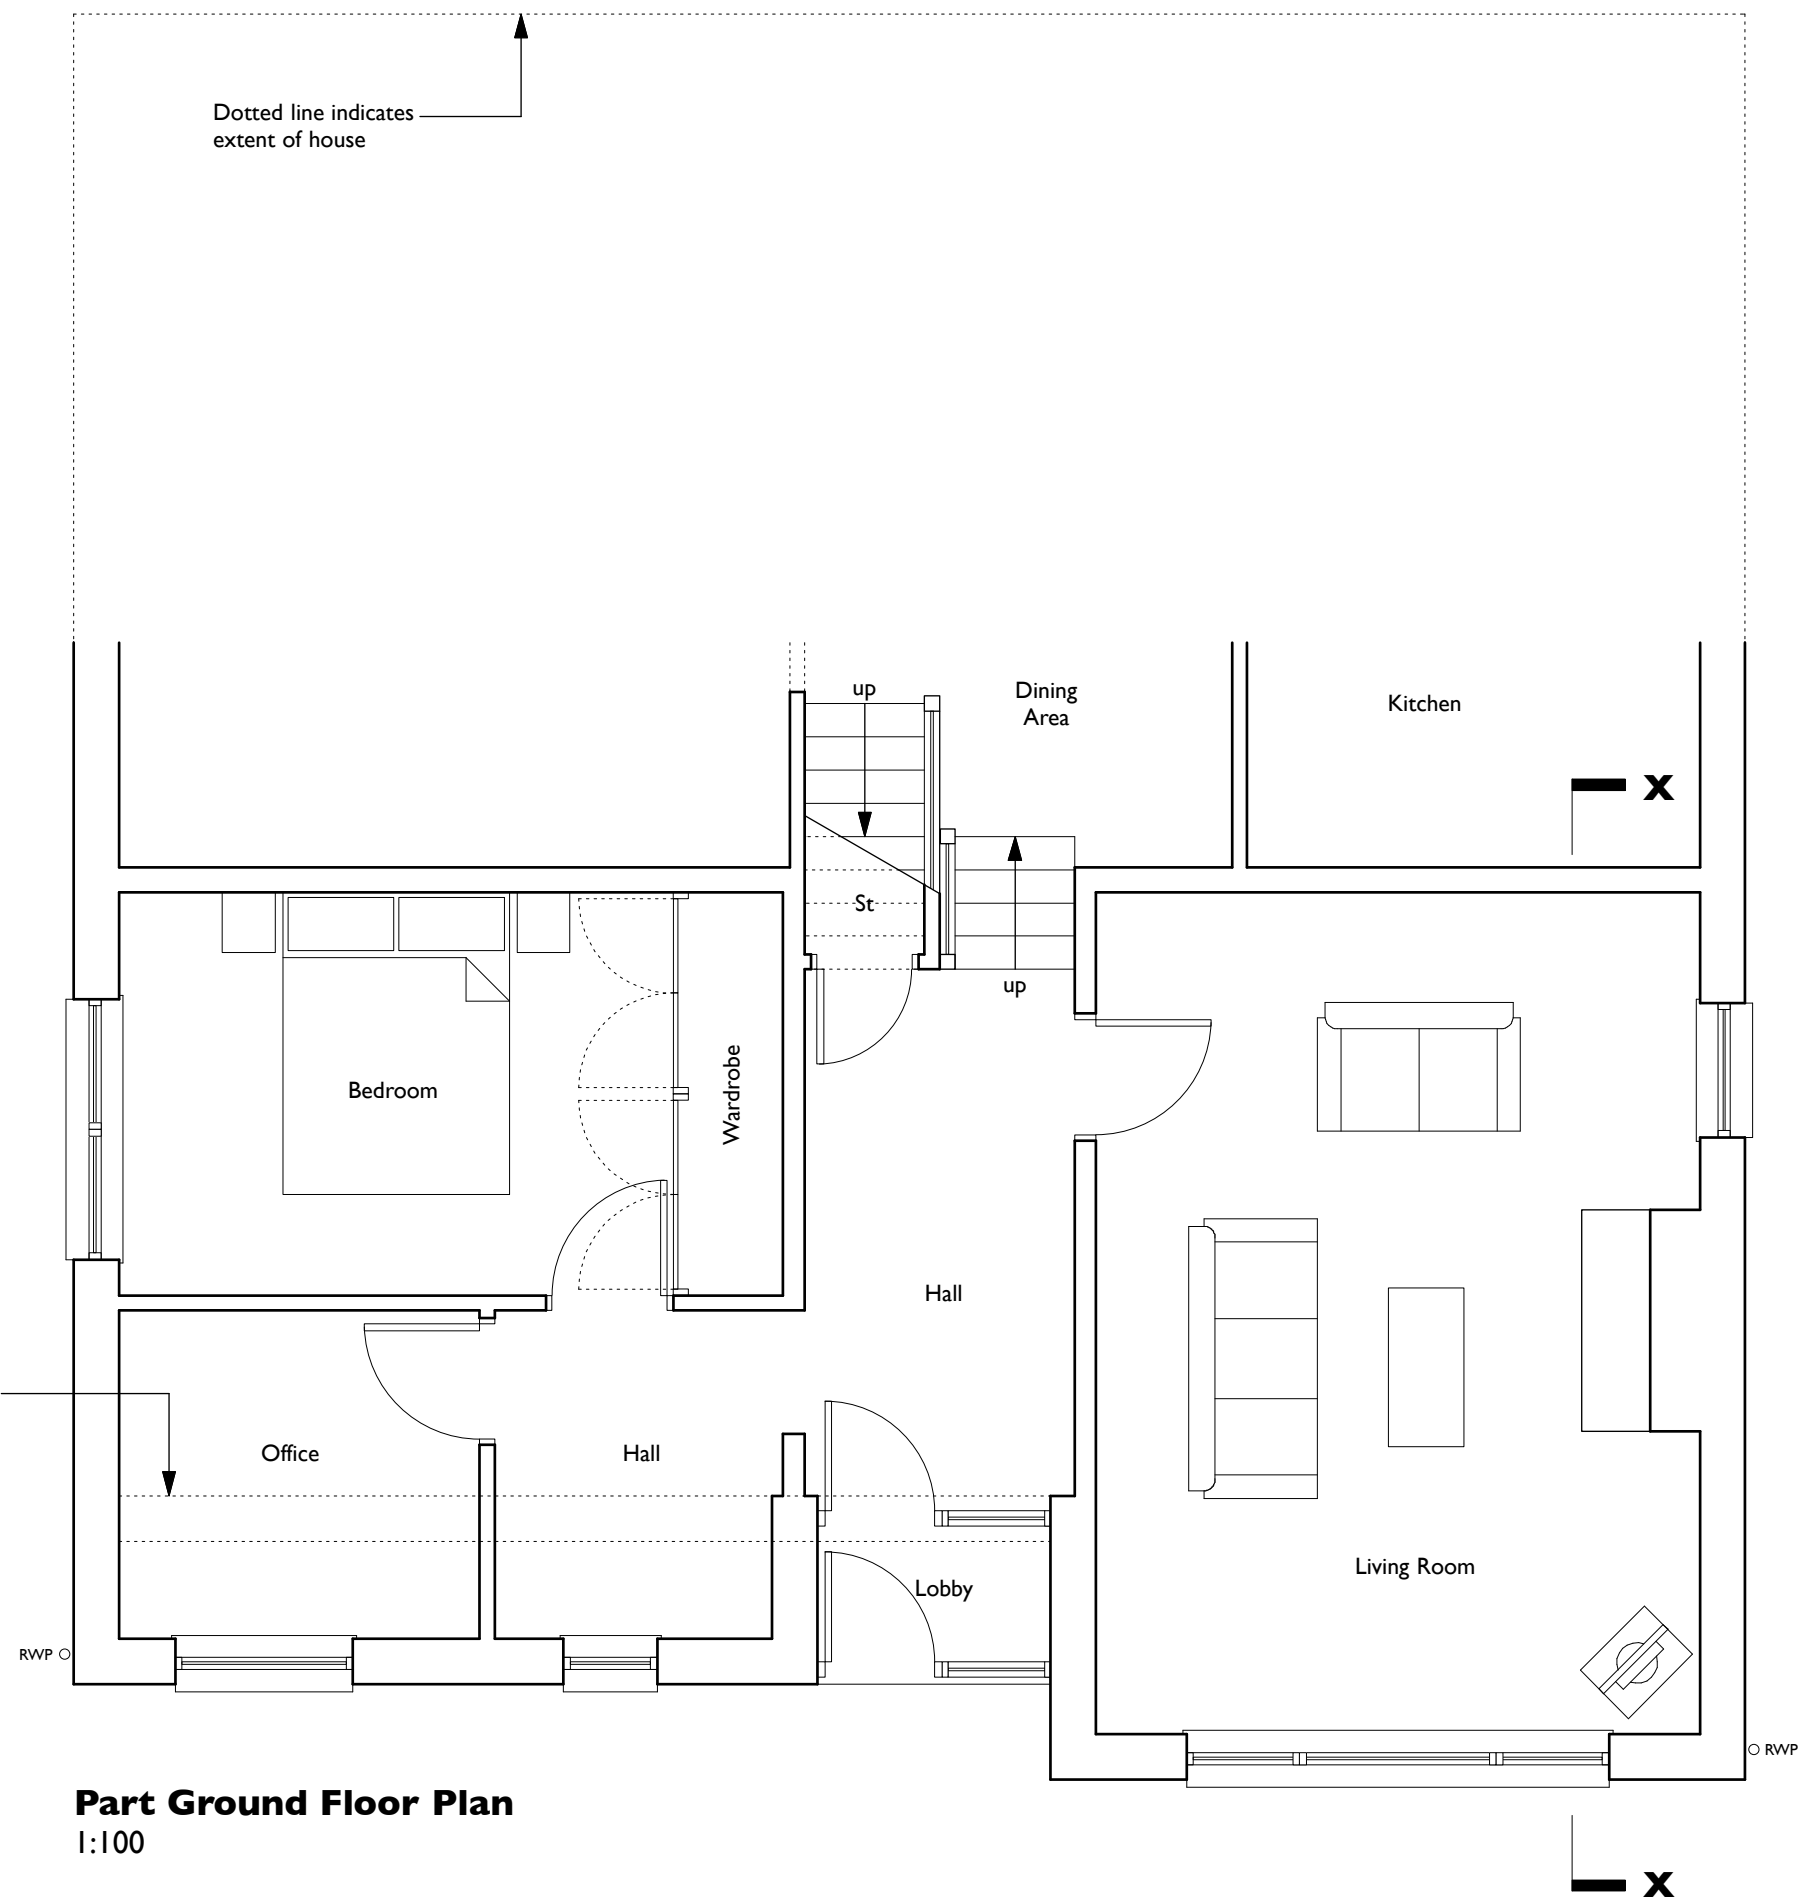 Dotted line indicates
extent of house
up
Dining
Area
Kitchen
X
St
up
Bedroom
Wardrobe
Hall
Office
Hall
Living Room
Lobby
RWP
RWP
Part Ground Floor Plan
1:100
X